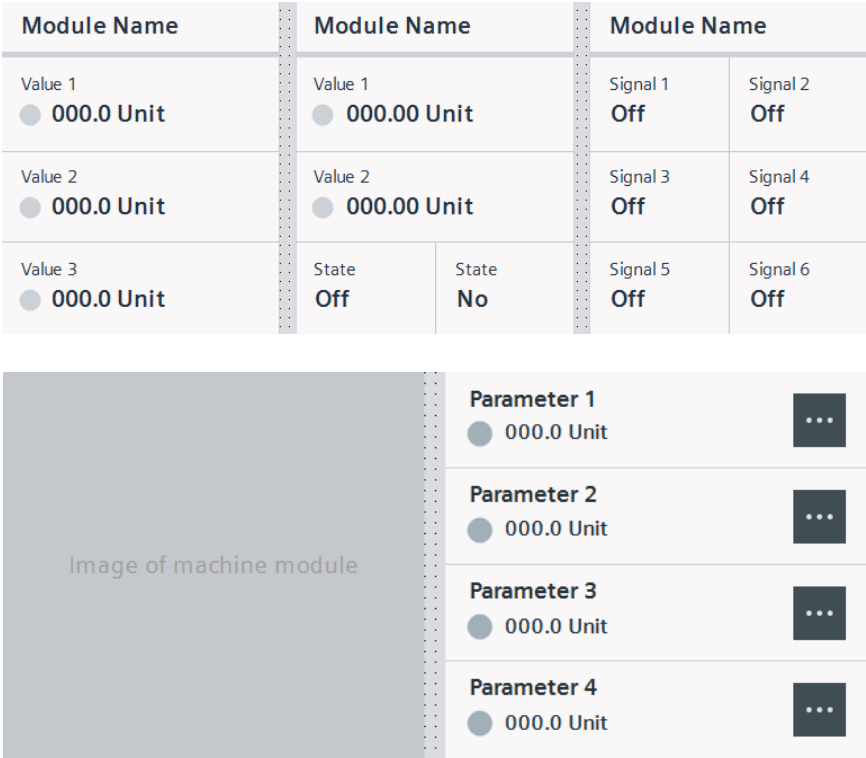 Module Name
Module Name
Module Name
Value 1
000.0 Unit
Value 1
000.00 Unit
Signal 1
Off
Signal 2
Off
Value 2
000.0 Unit
Value 2
000.00 Unit
Signal 3
Off
Signal 4
Off
Value 3
000.0 Unit
State
Off
State
No
Signal 5
Off
Signal 6
Off
Image of machine module
Parameter 1
000.0 Unit
...
Parameter 2
000.0 Unit
...
Parameter 3
000.0 Unit
...
Parameter 4
000.0 Unit
...